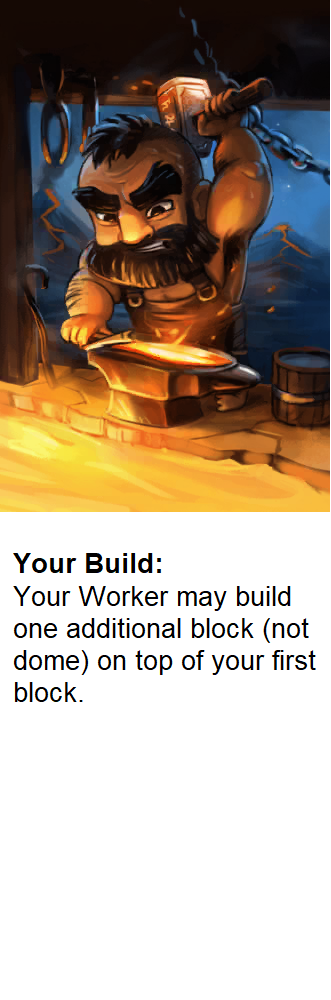 Your Build:
Your Worker may build
one additional block (not
dome) on top of your first
block.